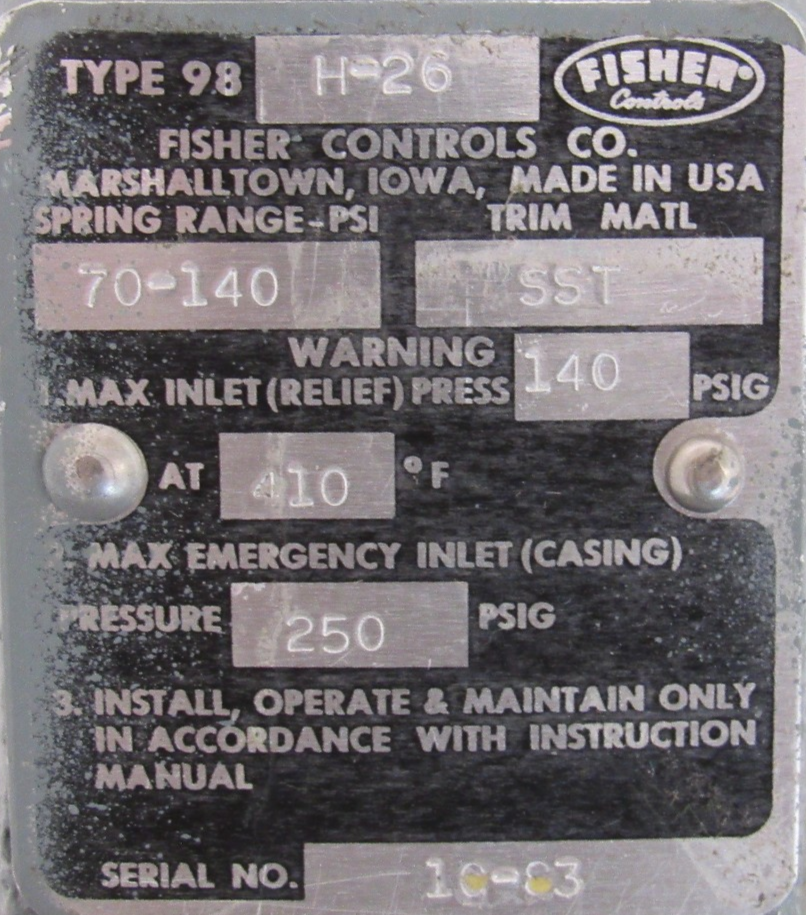 TYPE 98 H-26 FISHER® Controls
FISHER CONTROLS CO.
MARSHALLTOWN, IOWA, MADE IN USA
SPRING RANGE-PSI TRIM MATL
70-140 SST
WARNING
1. MAX INLET (RELIEF) PRESS 140 PSIG
AT 410 °F
2. MAX EMERGENCY INLET (CASING)
PRESSURE 250 PSIG
3. INSTALL, OPERATE & MAINTAIN ONLY
IN ACCORDANCE WITH INSTRUCTION
MANUAL
SERIAL NO.